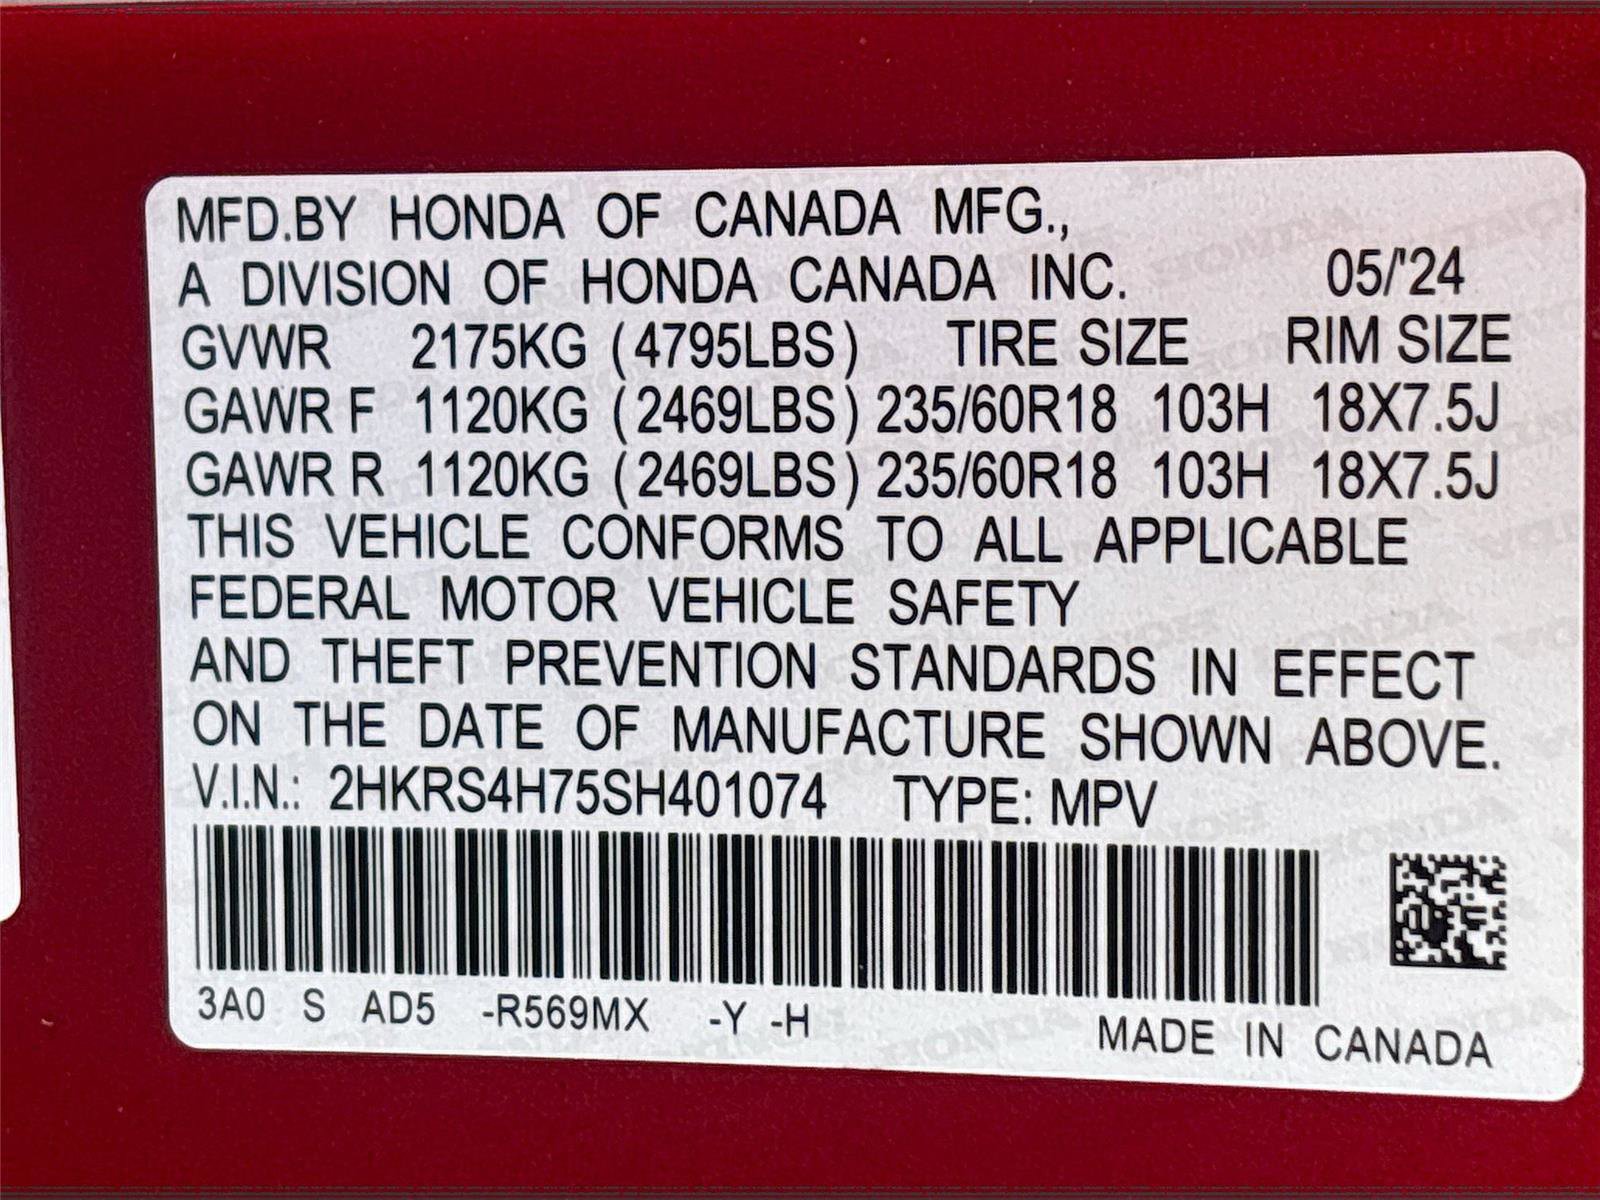 MFD.BY HONDA OF CANADA MFG.,
A DIVISION OF HONDA CANADA INC. 05/'24
GVWR 2175KG (4795LBS) TIRE SIZE RIM SIZE
GAWR F 1120KG (2469LBS) 235/60R18 103H 18X7.5J
GAWR R 1120KG (2469LBS) 235/60R18 103H 18X7.5J
THIS VEHICLE CONFORMS TO ALL APPLICABLE
FEDERAL MOTOR VEHICLE SAFETY
AND THEFT PREVENTION STANDARDS IN EFFECT
ON THE DATE OF MANUFACTURE SHOWN ABOVE.
V.I.N.: 2HKRS4H75SH401074 TYPE: MPV
3A0 S AD5 -R569MX -Y -H
MADE IN CANADA